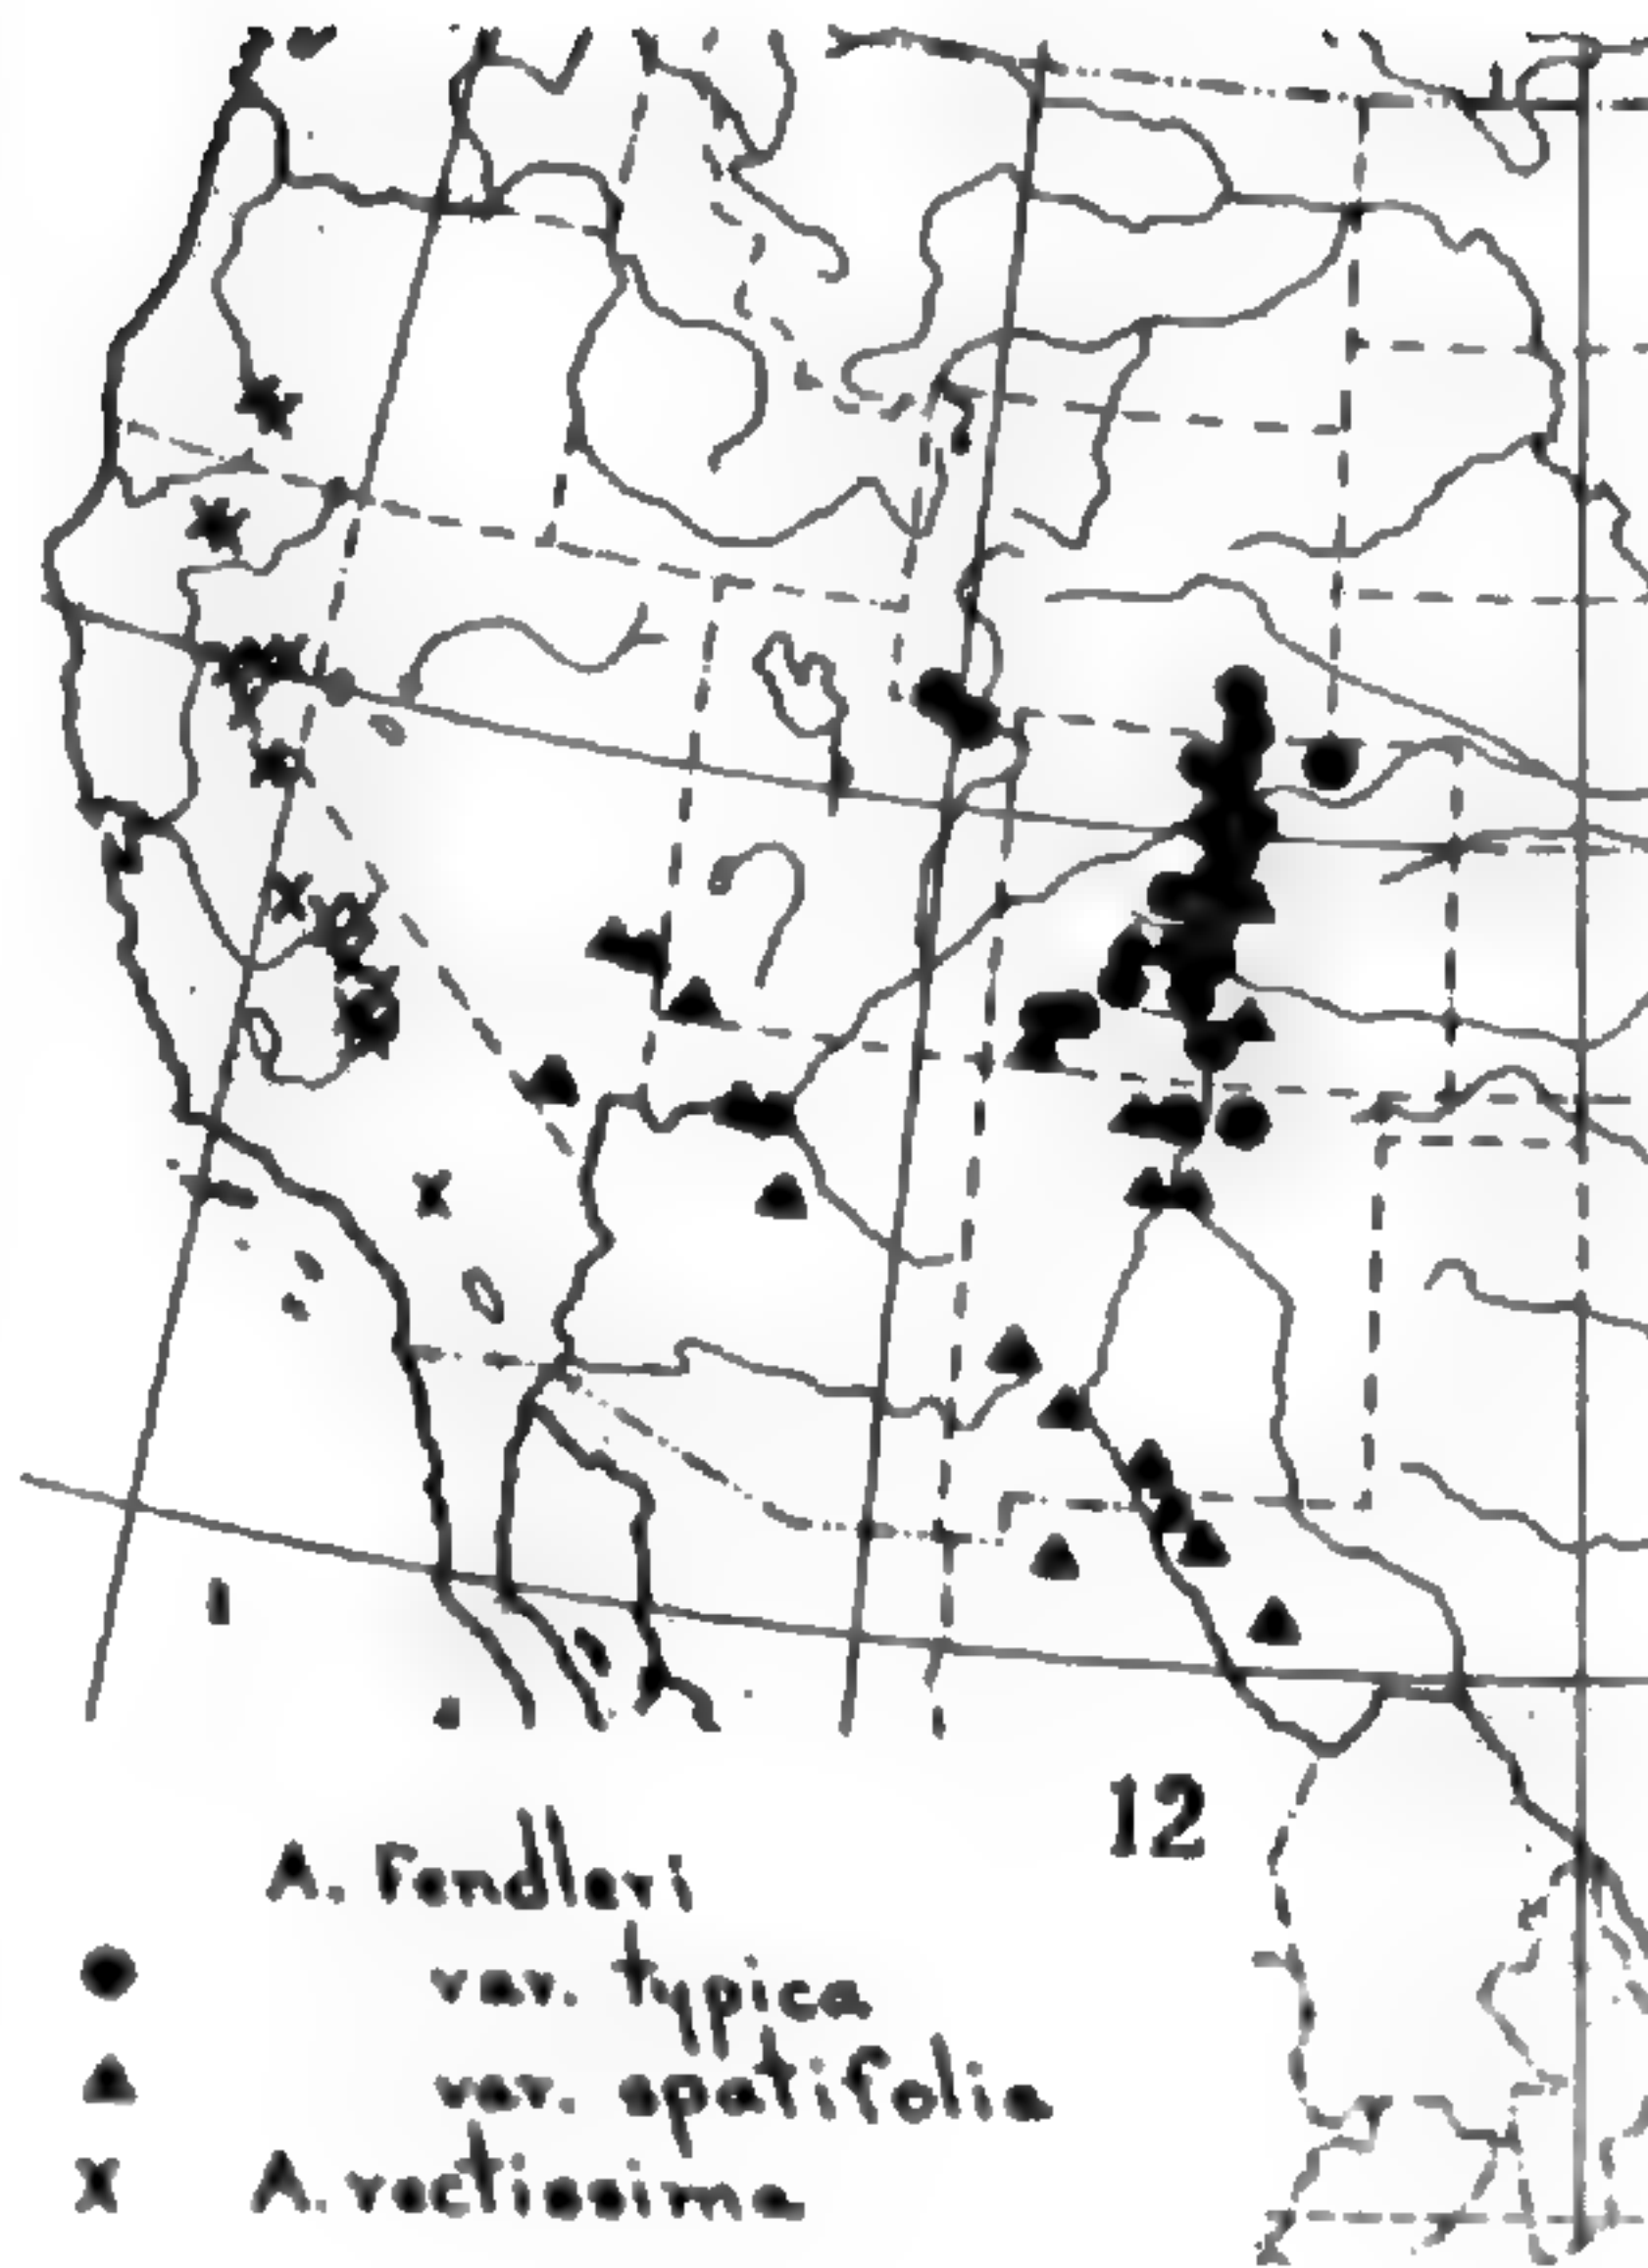 12
A. Fendleri
var. typica
var. spatifolia
x A. rectissima